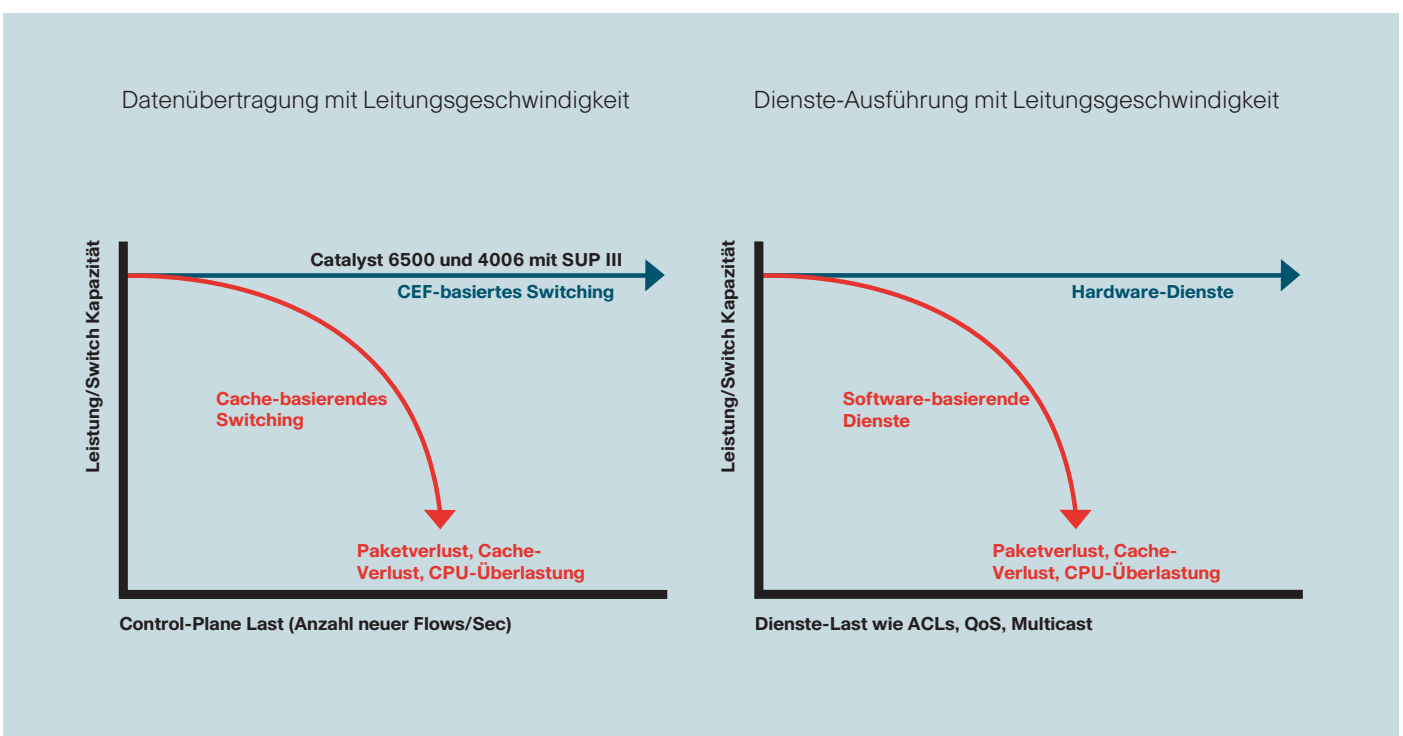 Datenübertragung mit Leitungsgeschwindigkeit
Leistung/Switch Kapazität
Catalyst 6500 und 4006 mit SUP III
CEF-basiertes Switching
Cache-basierendes
Switching
Paketverlust, Cache-
Verlust, CPU-Überlastung
Control-Plane Last (Anzahl neuer Flows/Sec)
Dienste-Ausführung mit Leitungsgeschwindigkeit
Leistung/Switch Kapazität
Hardware-Dienste
Software-basierende
Dienste
Paketverlust, Cache-
Verlust, CPU-Überlastung
Dienste-Last wie ACLs, QoS, Multicast